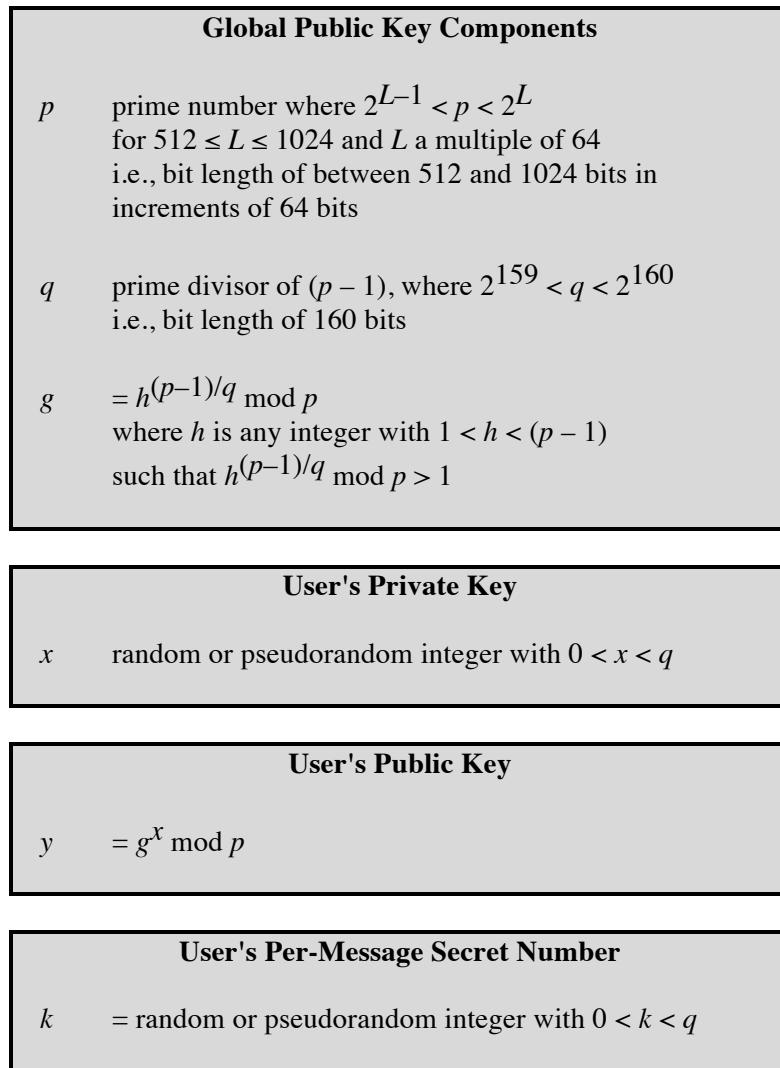 Global Public Key Components
p prime number where 2^{L–1} < p < 2^L
for 512 ≤ L ≤ 1024 and L a multiple of 64
i.e., bit length of between 512 and 1024 bits in
increments of 64 bits
q prime divisor of (p – 1), where 2^{159} < q < 2^{160}
i.e., bit length of 160 bits
g = h^{(p–1)/q} mod p
where h is any integer with 1 < h < (p – 1)
such that h^{(p–1)/q} mod p > 1
User's Private Key
x random or pseudorandom integer with 0 < x < q
User's Public Key
y = g^x mod p
User's Per-Message Secret Number
k = random or pseudorandom integer with 0 < k < q